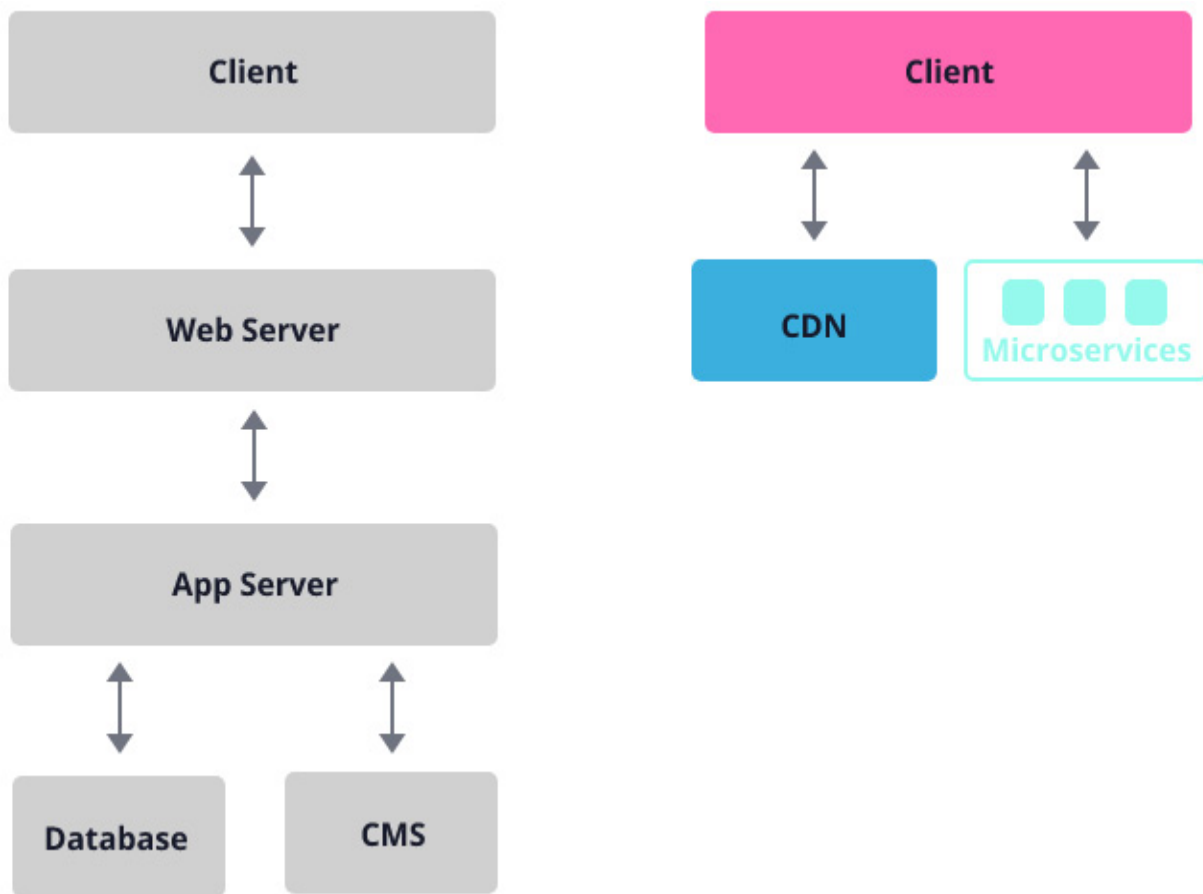 Client
Client
Web Server
CDN
Microservices
App Server
Database
CMS